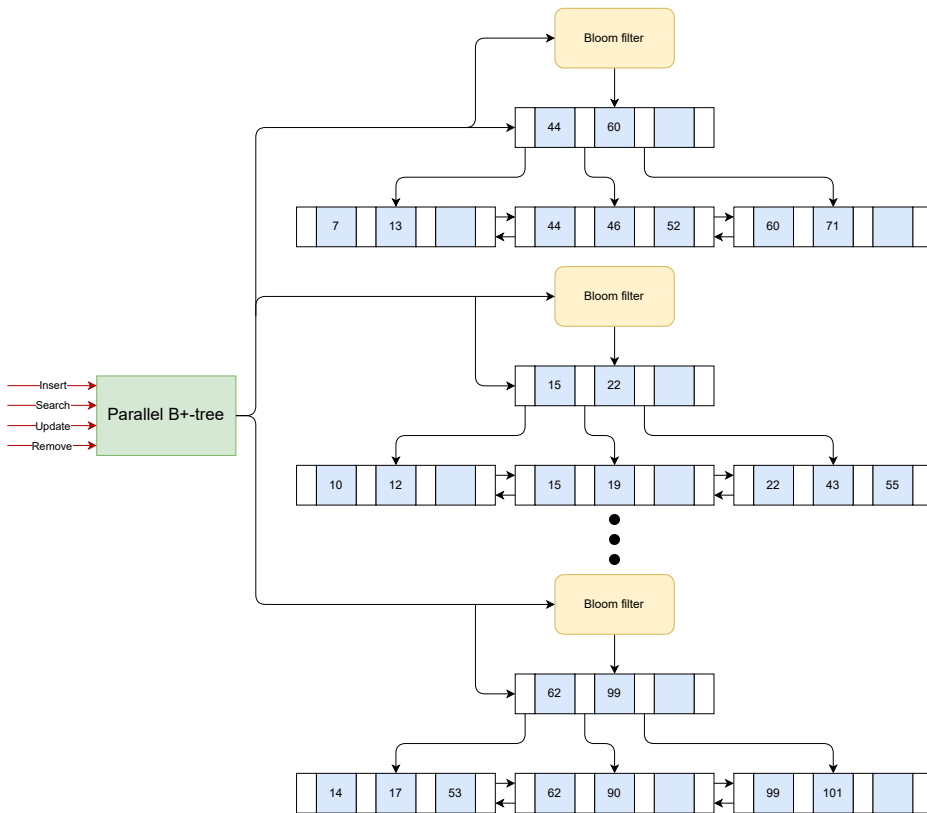 Bloom filter
44 60
7 13 44 46 52 60 71
Bloom filter
15 22
Insert
Search
Update
Remove
Parallel B+-tree
10 12 15 19 22 43 55
Bloom filter
62 99
14 17 53 62 90 99 101